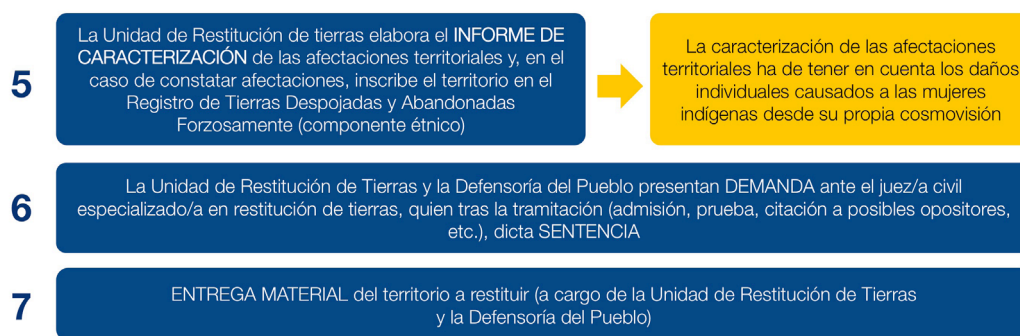 5
La Unidad de Restitución de tierras elabora el INFORME DE
CARACTERIZACIÓN de las afectaciones territoriales y, en el
caso de constatar afectaciones, inscribe el territorio en el
Registro de Tierras Despojadas y Abandonadas
Forzosamente (componente étnico)
La caracterización de las afectaciones
territoriales ha de tener en cuenta los daños
individuales causados a las mujeres
indígenas desde su propia cosmovisión
6
La Unidad de Restitución de Tierras y la Defensoría del Pueblo presentan DEMANDA ante el juez/a civil
especializado/a en restitución de tierras, quien tras la tramitación (admisión, prueba, citación a posibles opositores,
etc.), dicta SENTENCIA
7
ENTREGA MATERIAL del territorio a restituir (a cargo de la Unidad de Restitución de Tierras
y la Defensoría del Pueblo)